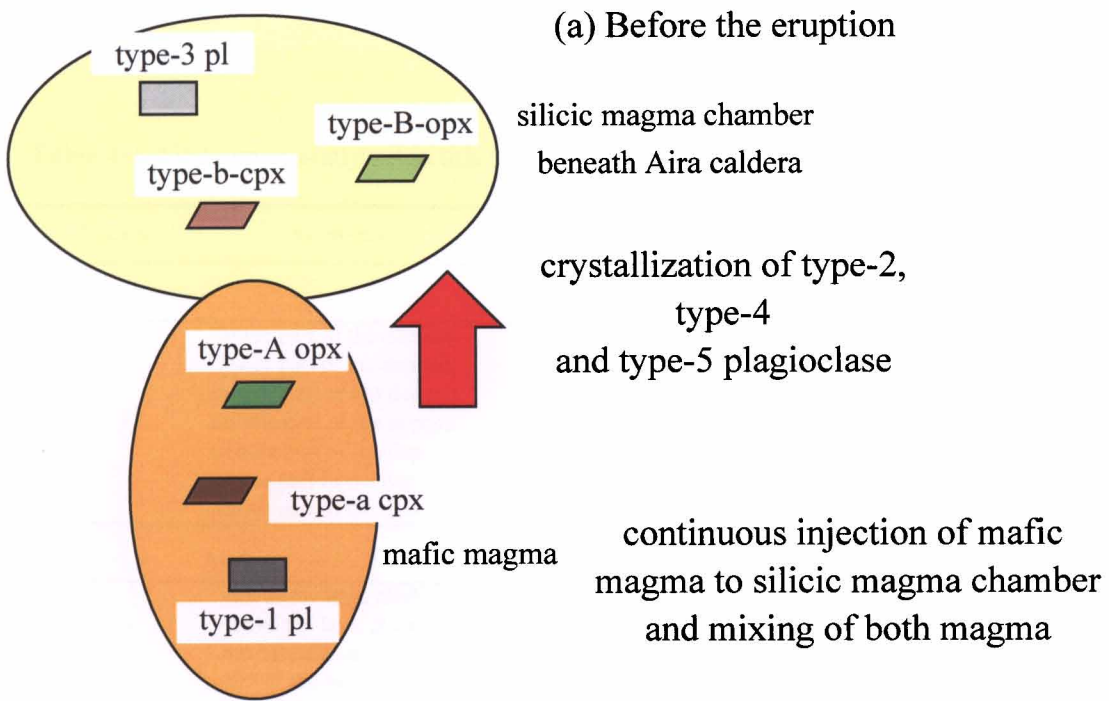 (a) Before the eruption
type-3 pl
type-B-opx
type-b-cpx
silicic magma chamber
beneath Aira caldera
crystallization of type-2,
type-4
and type-5 plagioclase
type-A opx
type-a cpx
mafic magma
type-1 pl
continuous injection of mafic
magma to silicic magma chamber
and mixing of both magma